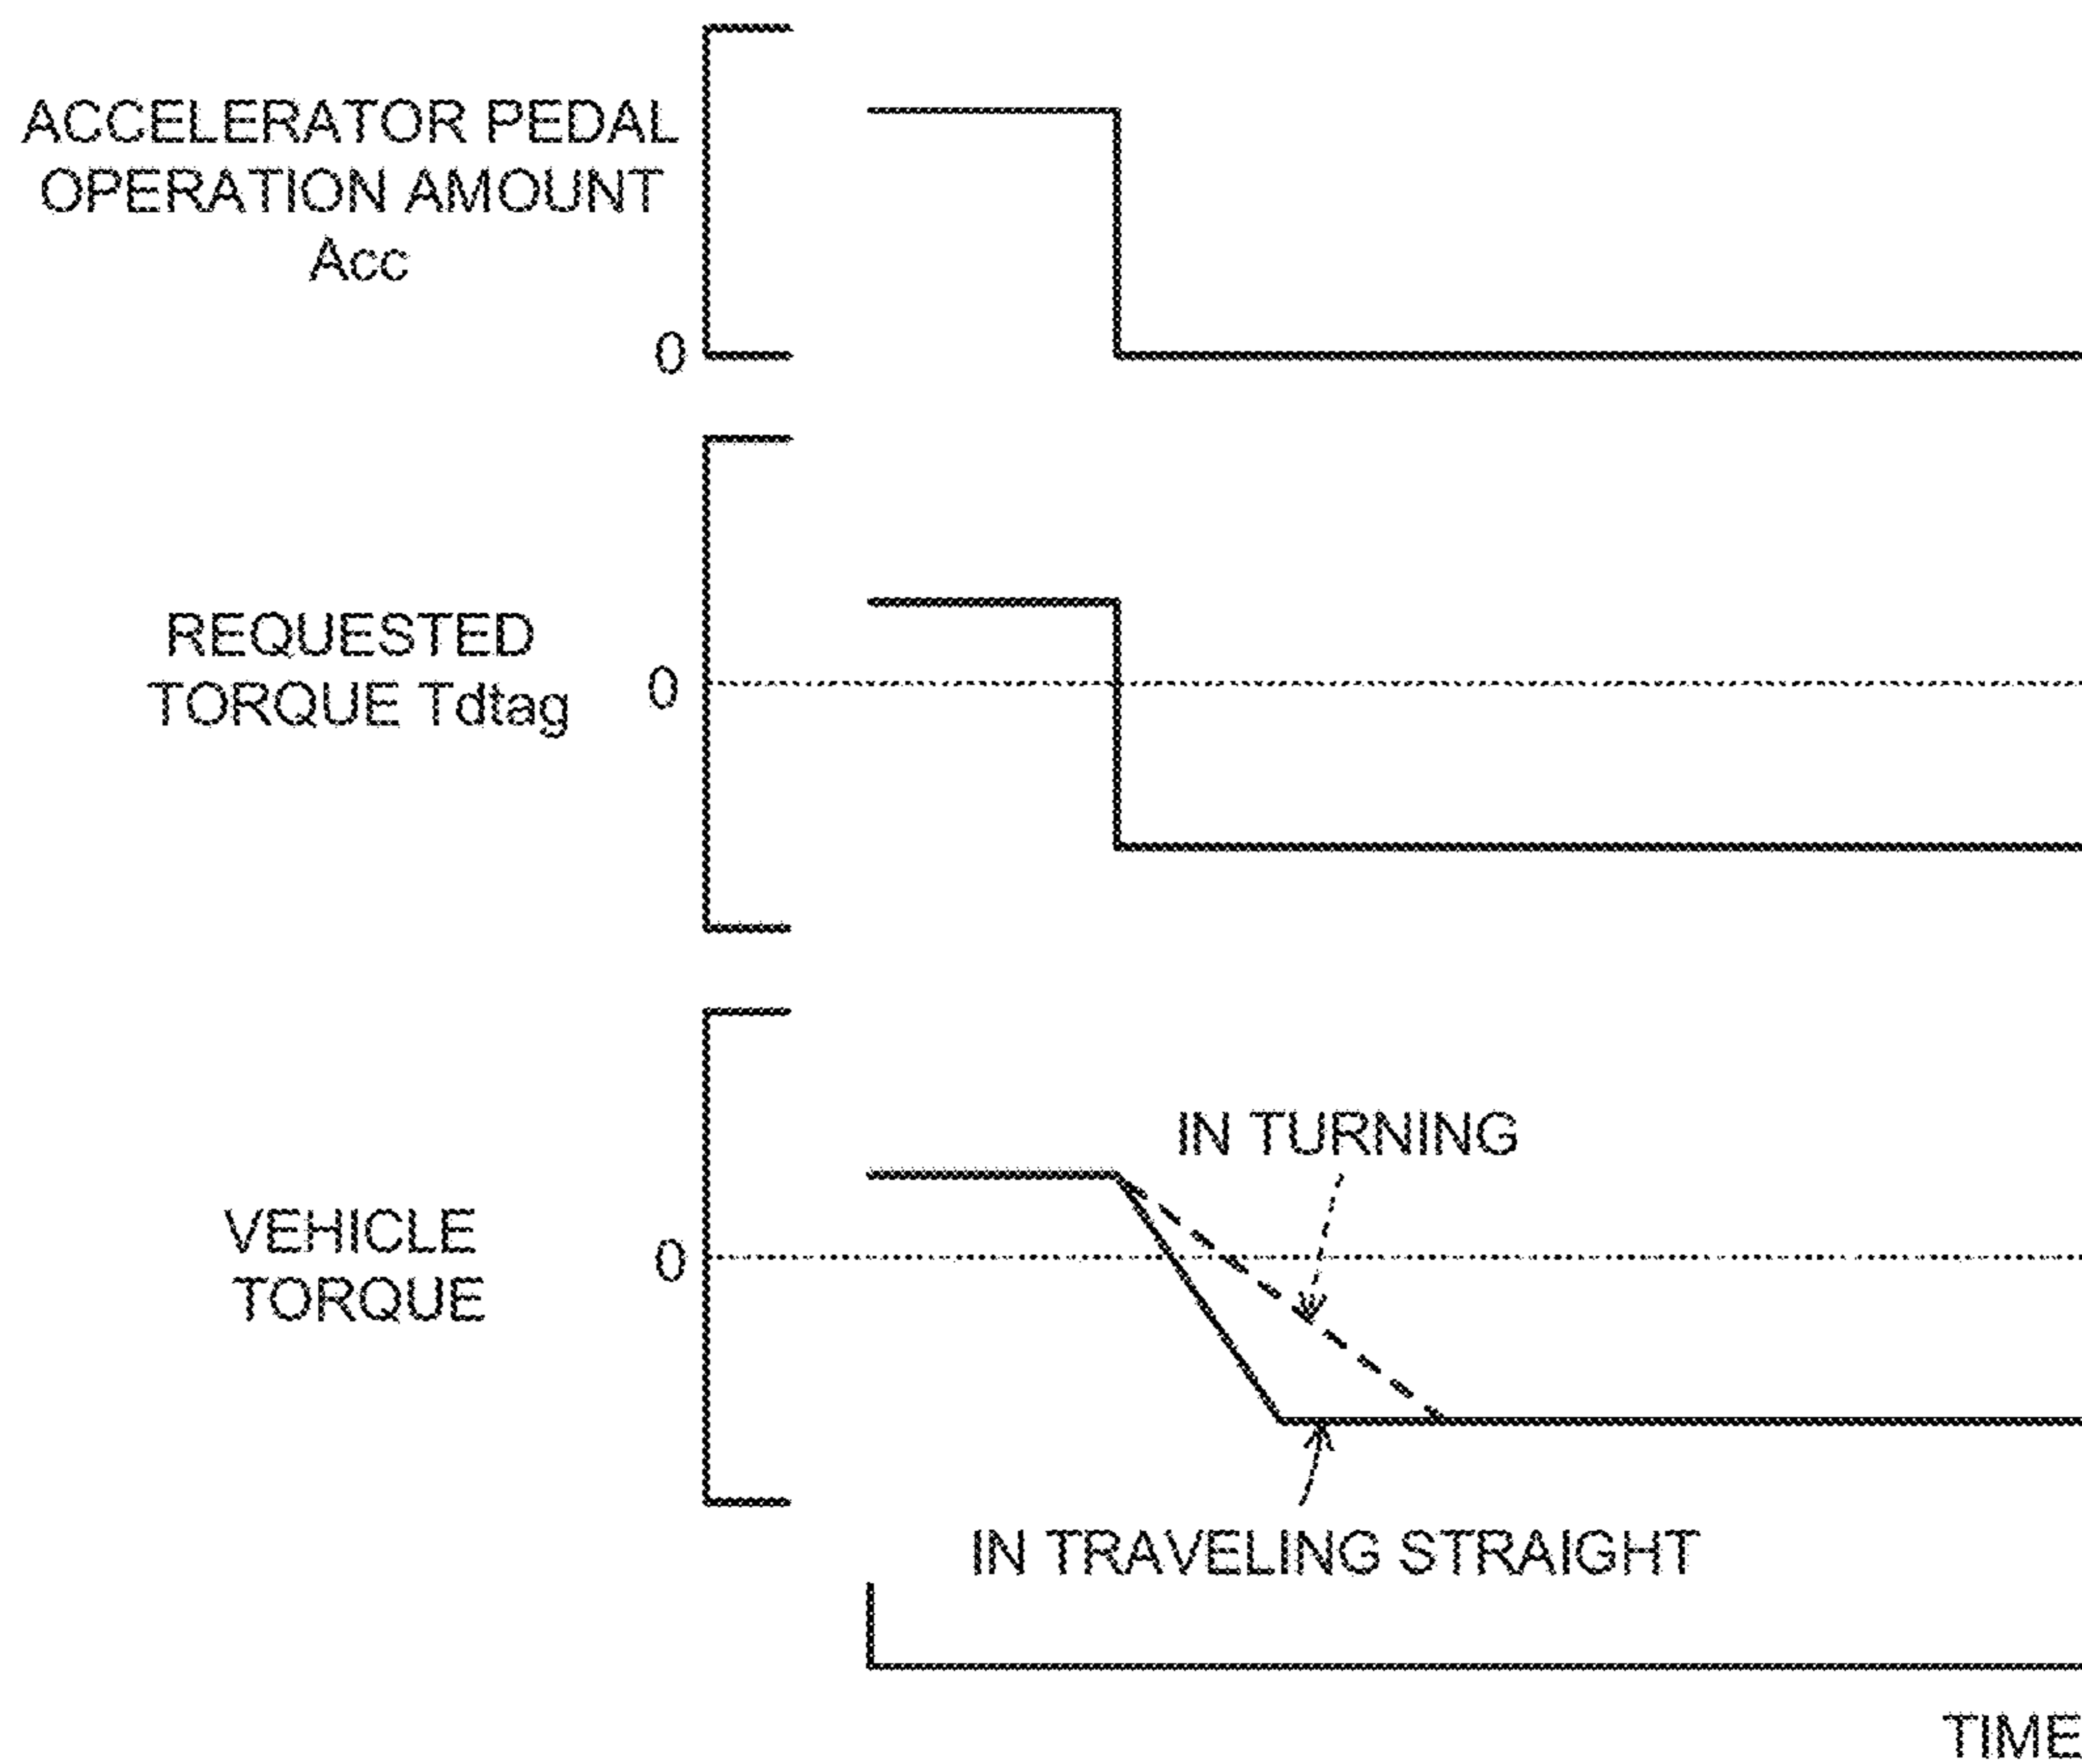 ACCELERATOR PEDAL
OPERATION AMOUNT
Acc
0
REQUESTED
TORQUE Tdtag
0
IN TURNING
VEHICLE
TORQUE
0
IN TRAVELING STRAIGHT
TIME